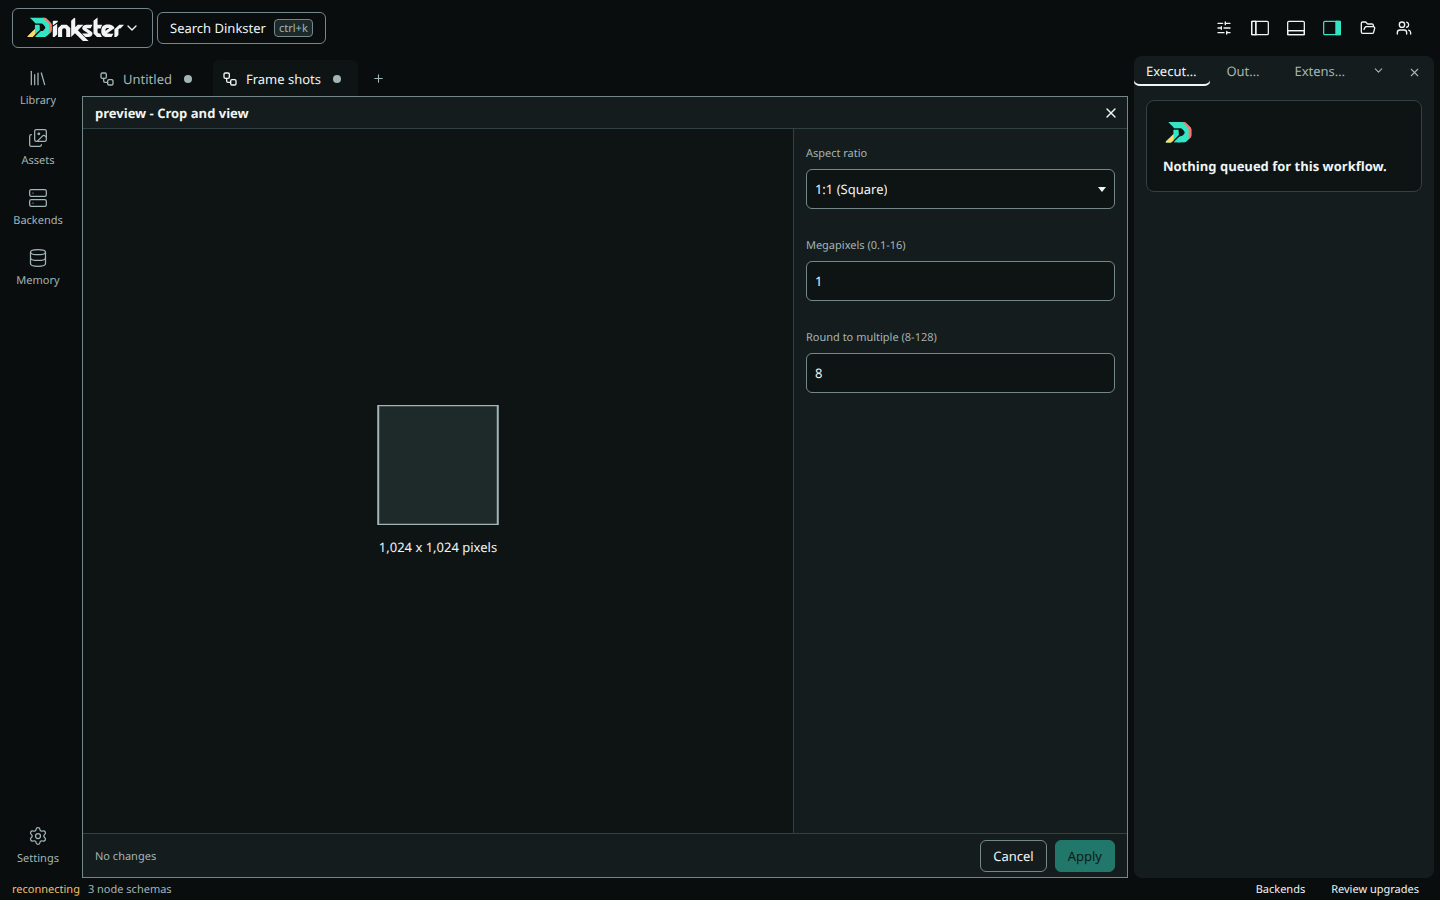 Dinkster
Search Dinkster ctrl+k
Library
Assets
Backends
Memory
Settings
Untitled
Frame shots
preview - Crop and view
1,024 x 1,024 pixels
Aspect ratio
1:1 (Square)
Megapixels (0.1-16)
1
Round to multiple (8-128)
8
No changes
Cancel
Apply
Execut...
Out...
Extens...
Nothing queued for this workflow.
reconnecting 3 node schemas
Backends
Review upgrades